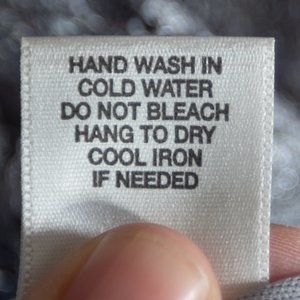 HAND WASH IN
COLD WATER
DO NOT BLEACH
HANG TO DRY
COOL IRON
IF NEEDED